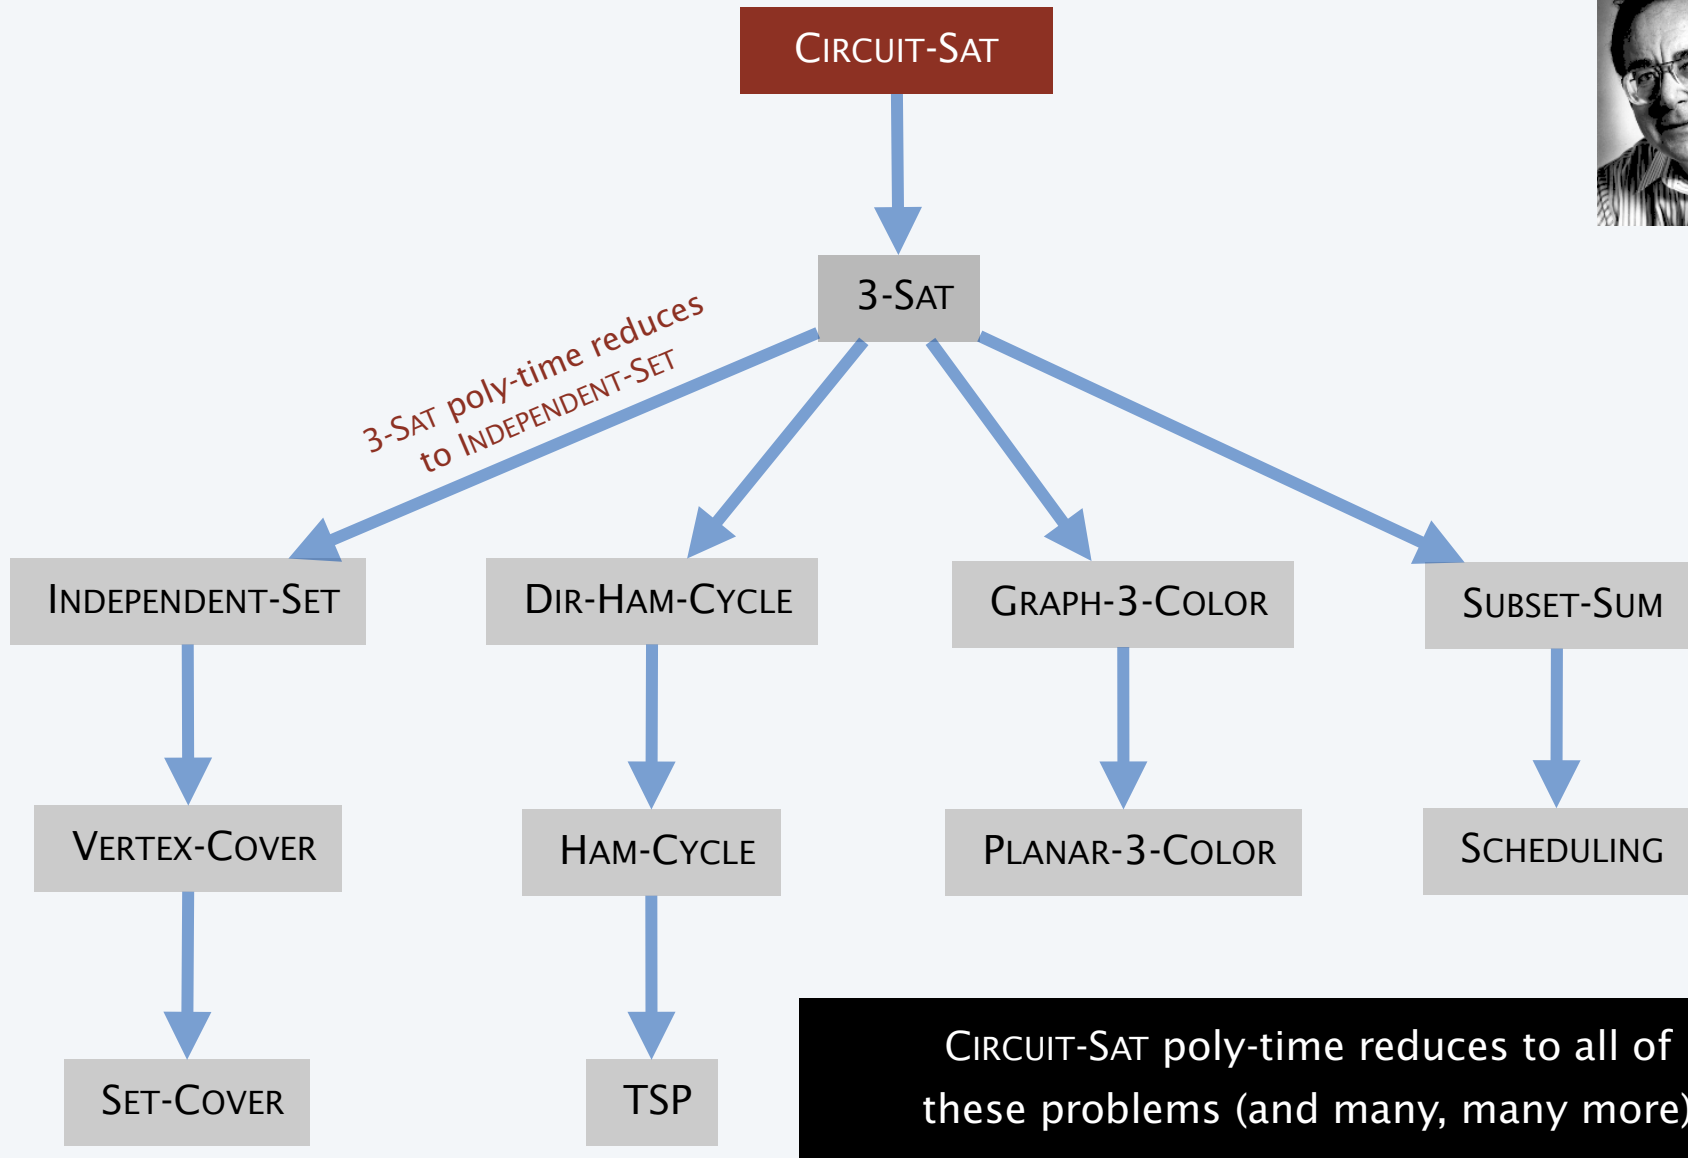 CIRCUIT-SAT
3-SAT
3-SAT poly-time reduces
to INDEPENDENT-SET
INDEPENDENT-SET
DIR-HAM-CYCLE
GRAPH-3-COLOR
SUBSET-SUM
VERTEX-COVER
HAM-CYCLE
PLANAR-3-COLOR
SCHEDULING
SET-COVER
TSP
CIRCUIT-SAT poly-time reduces to all of
these problems (and many, many more)